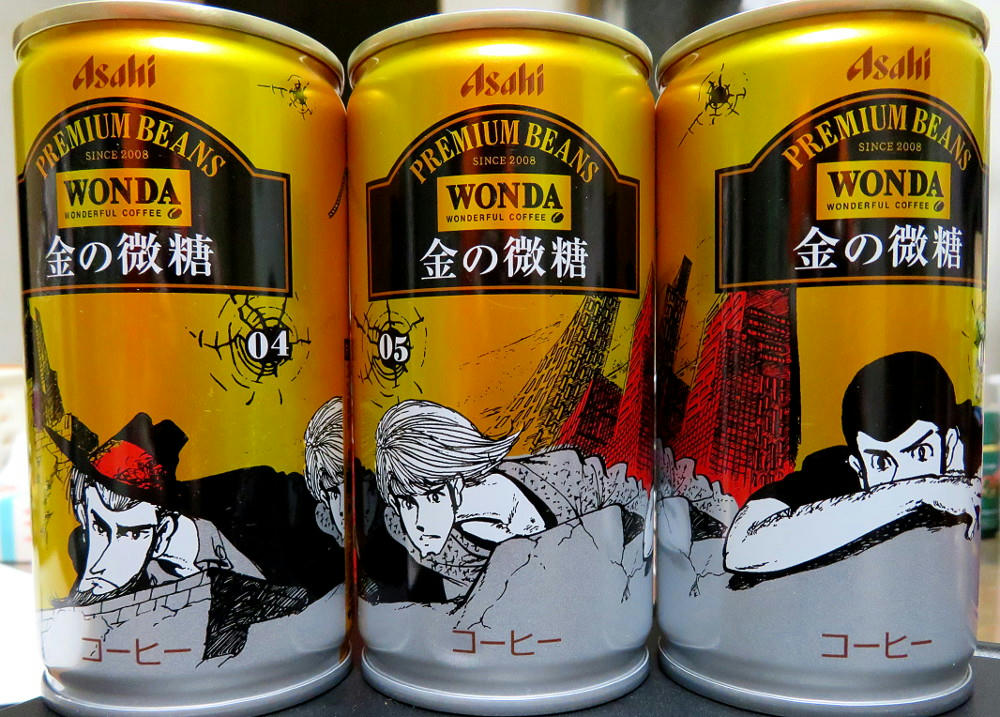 Asahi
PREMIUM BEANS
SINCE 2008
WONDA
WONDERFUL COFFEE
金の微糖
04
コーヒー
Asahi
PREMIUM BEANS
SINCE 2008
WONDA
WONDERFUL COFFEE
金の微糖
05
コーヒー
Asahi
PREMIUM BEANS
SINCE 2008
WONDA
WONDERFUL COFFEE
金の微糖
コーヒー